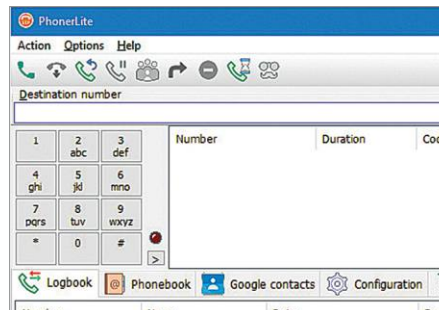 PhonerLite
Action Options Help
Destination number
Number Duration
1 2 3
abc def
4 5 6
ghi jkl mno
7 8 9
pqrs tuv wxyz
* 0 #
>
Logbook Phonebook Google contacts Configuration